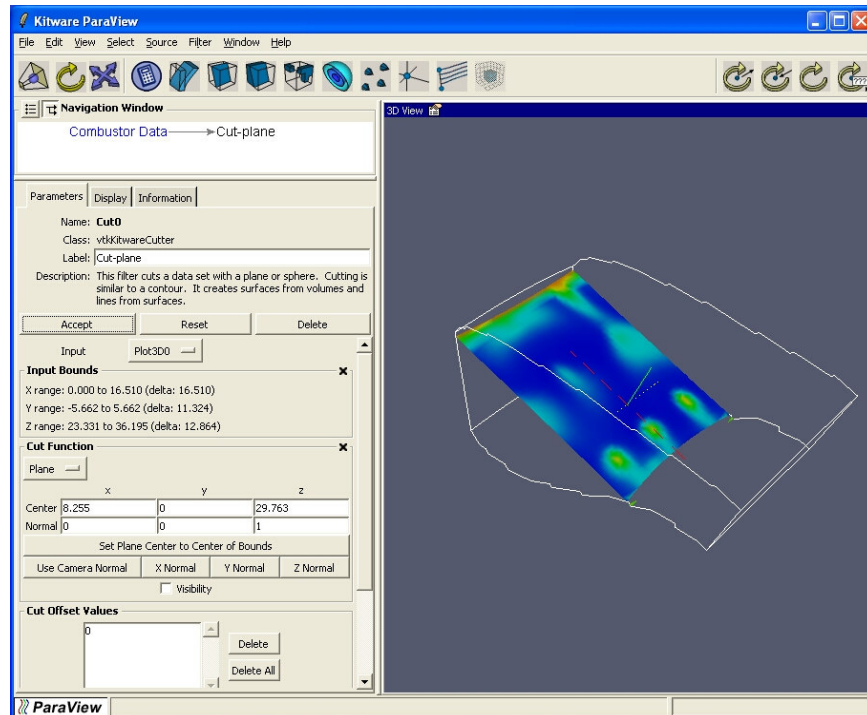 Kitware ParaView
File Edit View Select Source Filter Window Help
Navigation Window
3D View
Combustor Data Cut-plane
Parameters Display Information
Name: Cut0
Class: vtkKitwareCutter
Label: Cut-plane
Description: This filter cuts a data set with a plane or sphere. Cutting is
similar to a contour. It creates surfaces from volumes and
lines from surfaces.
Accept Reset Delete
Input Plot3D0
Input Bounds
X range: 0.000 to 16.510 (delta: 16.510)
Y range: -5.662 to 5.662 (delta: 11.324)
Z range: 23.331 to 36.195 (delta: 12.864)
Cut Function
Plane
x y z
Center 8.255 0 29.763
Normal 0 0 1
Set Plane Center to Center of Bounds
Use Camera Normal X Normal Y Normal Z Normal
Visibility
Cut Offset Values
0
Delete
Delete All
ParaView